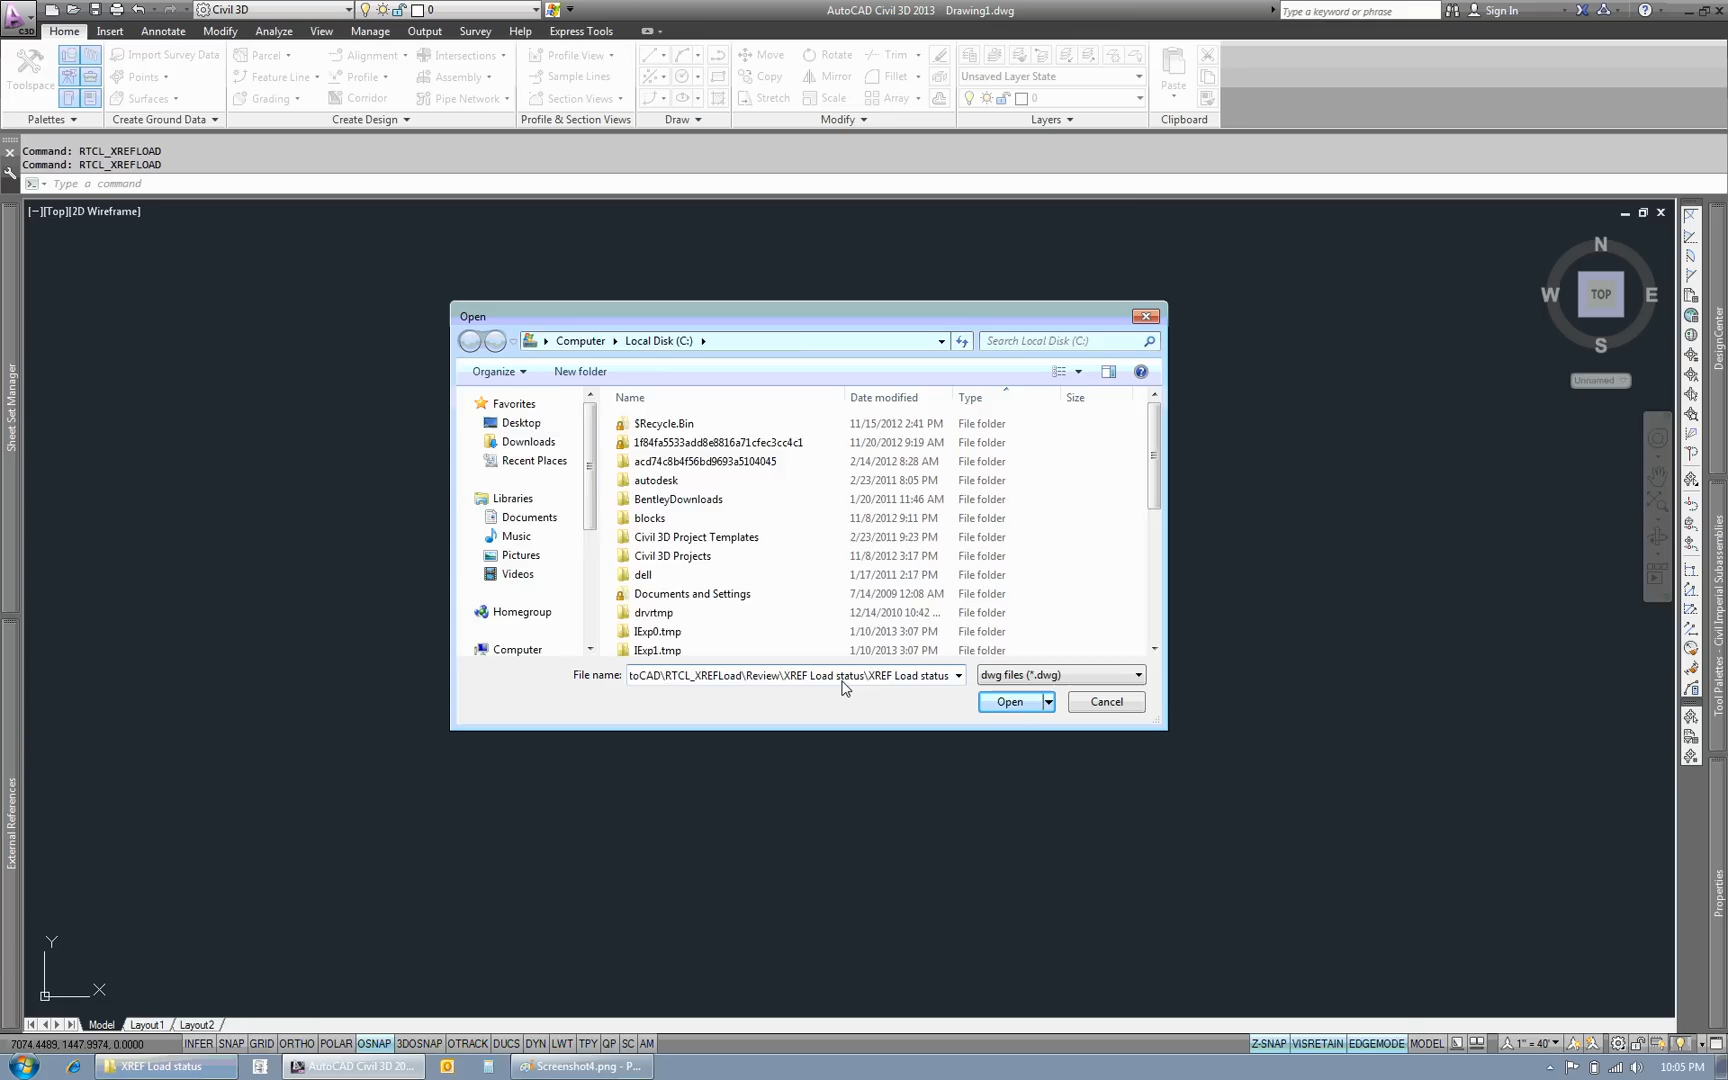 Civil 3D
0
AutoCAD Civil 3D 2013 Drawing1.dwg
Type a keyword or phrase
Sign In
C3D
Home Insert Annotate Modify Analyze View Manage Output Survey Help Express Tools
Toolspace
Import Survey Data
Points
Surfaces
Parcel
Feature Line
Grading
Alignment
Profile
Corridor
Intersections
Assembly
Pipe Network
Profile View
Sample Lines
Section Views
Move Rotate Trim
Copy Mirror Fillet
Stretch Scale Array
Unsaved Layer State
0
Paste
Palettes Create Ground Data Create Design Profile & Section Views Draw Modify Layers Clipboard
Command: RTCL_XREFLOAD
Command: RTCL_XREFLOAD
Type a command
[−][Top][2D Wireframe]
N
W TOP E
S
Unnamed
Sheet Set Manager
External References
DesignCenter
Tool Palettes - Civil Imperial Subassemblies
Properties
Open
Computer Local Disk (C:)
Search Local Disk (C:)
Organize New folder
Favorites
Desktop
Downloads
Recent Places
Libraries
Documents
Music
Pictures
Videos
Homegroup
Computer
Name Date modified Type Size
$Recycle.Bin 11/15/2012 2:41 PM File folder
1f84fa5533add8e8816a71cfec3cc4c1 11/20/2012 9:19 AM File folder
acd74c8b4f56bd9693a5104045 2/14/2012 8:28 AM File folder
autodesk 2/23/2011 8:05 PM File folder
BentleyDownloads 1/20/2011 11:46 AM File folder
blocks 11/8/2012 9:11 PM File folder
Civil 3D Project Templates 2/23/2011 9:23 PM File folder
Civil 3D Projects 11/8/2012 3:17 PM File folder
dell 1/17/2011 2:17 PM File folder
Documents and Settings 7/14/2009 12:08 AM File folder
drvrtmp 12/14/2010 10:42 ... File folder
IExp0.tmp 1/10/2013 3:07 PM File folder
IExp1.tmp 1/10/2013 3:07 PM File folder
File name: toCAD\RTCL_XREFLoad\Review\XREF Load status\XREF Load status
dwg files (*.dwg)
Open Cancel
Y
X
Model Layout1 Layout2
7074.4489, 1447.9974, 0.0000 INFER SNAP GRID ORTHO POLAR OSNAP 3DOSNAP OTRACK DUCS DYN LWT TPY QP SC AM
Z-SNAP VISRETAIN EDGEMODE MODEL 1" = 40'
XREF Load status
AutoCAD Civil 3D 20...
Screenshot4.png - P...
10:05 PM